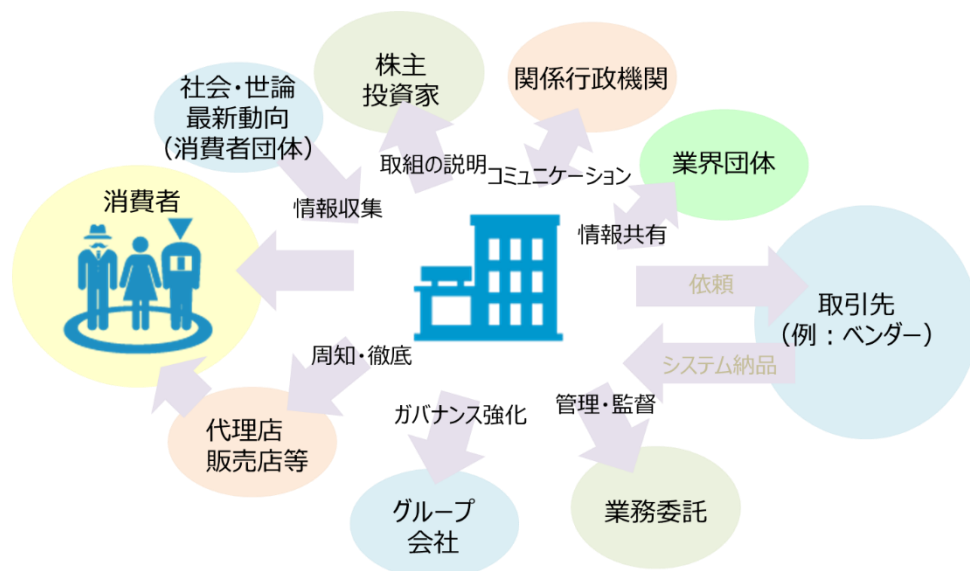 株主
投資家
関係行政機関
社会・世論
最新動向
（消費者団体）
取組の説明
コミュニケーション
業界団体
消費者
情報収集
情報共有
依頼
取引先
（例：ベンダー）
周知・徹底
システム納品
ガバナンス強化
管理・監督
代理店
販売店等
グループ
会社
業務委託